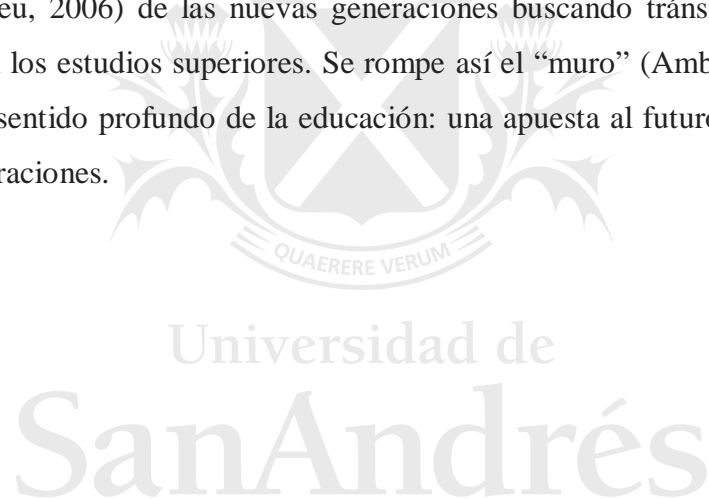 eu, 2006) de las nuevas generaciones buscando tráns
los estudios superiores. Se rompe así el “muro” (Amb
sentido profundo de la educación: una apuesta al futuro
raciones.
QUAERERE VERUM
Universidad de
SanAndrés